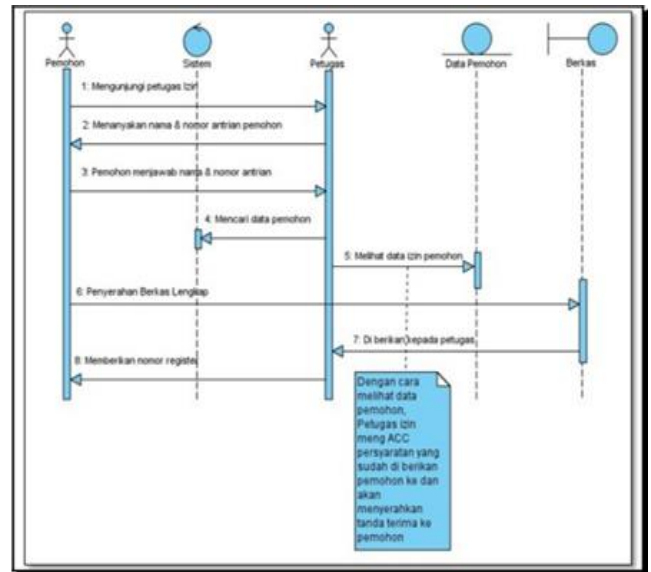 Pemohon Sistem Petugas Data Pemohon Berkas
1: Mengunjungi petugas Izin
2: Menanyakan nama & nomor antrian pemohon
3: Pemohon menjawab nama & nomor antrian
4: Mencari data pemohon
5: Melihat data izin pemohon
6: Penyerahan Berkas Lengkap
7: Di berikan kepada petugas
8: Memberikan nomor register
Dengan cara
melihat data
pemohon,
Petugas izin
meng ACC
persyaratan yang
sudah di berikan
pemohon ke dan
akan
menyerahkan
tanda terima ke
pemohon